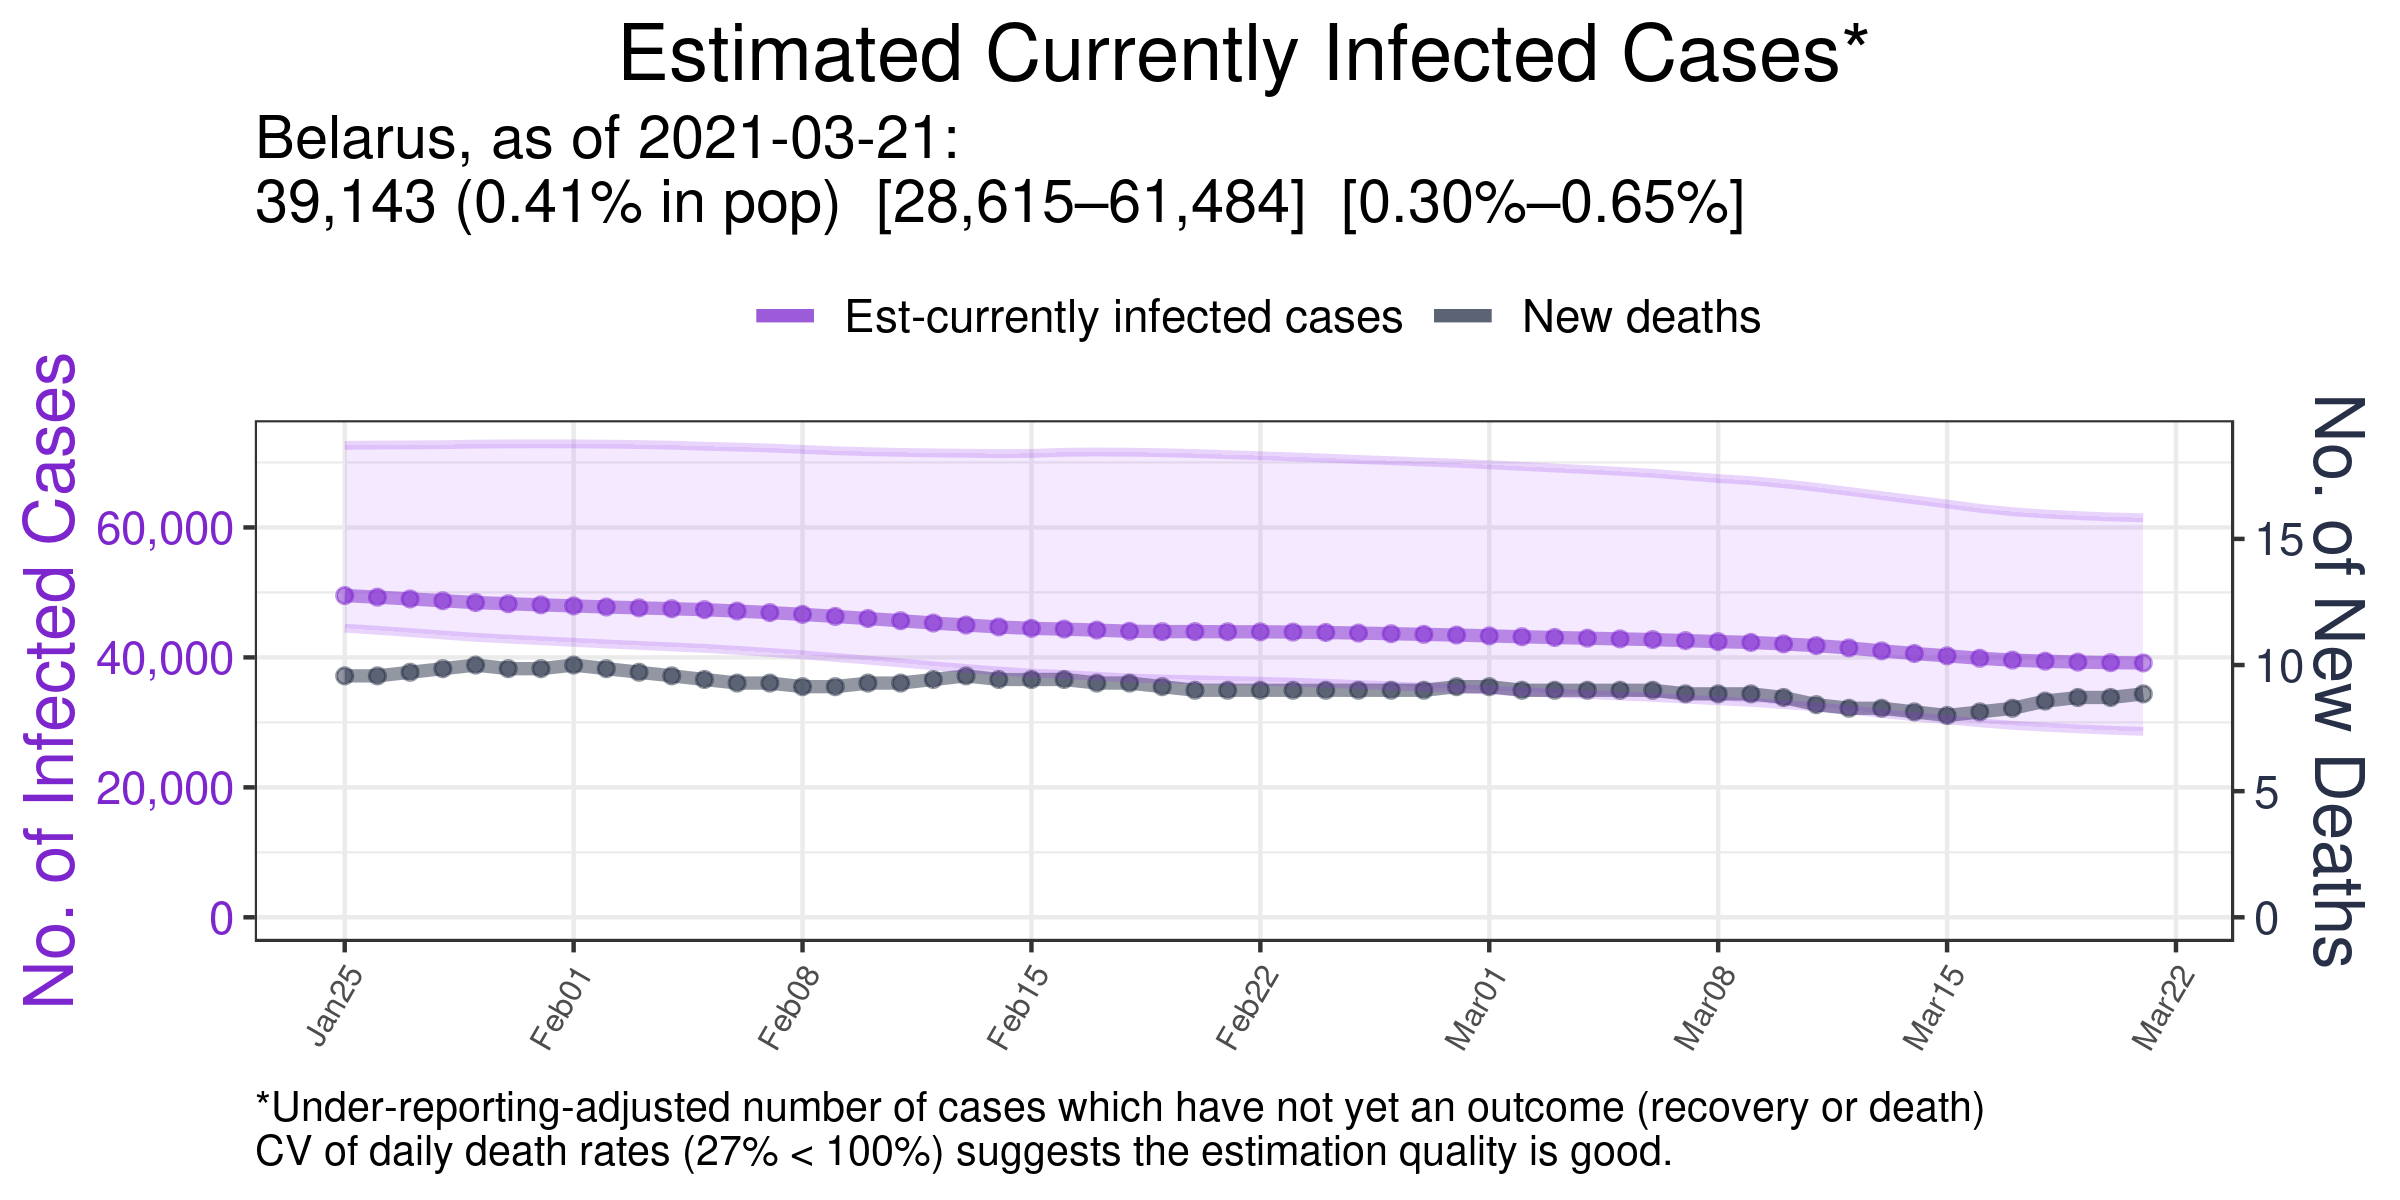 Estimated Currently Infected Cases*
Belarus, as of 2021-03-21:
39,143 (0.41% in pop)  [28,615–61,484]  [0.30%–0.65%]
Est-currently infected cases
New deaths
No. of Infected Cases
60,000
40,000
20,000
0
15
10
5
0
No. of New Deaths
Jan25
Feb01
Feb08
Feb15
Feb22
Mar01
Mar08
Mar15
Mar22
*Under-reporting-adjusted number of cases which have not yet an outcome (recovery or death)
CV of daily death rates (27% < 100%) suggests the estimation quality is good.